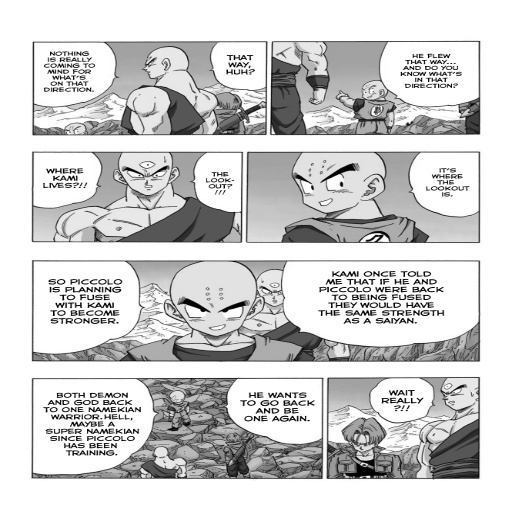 NOTHING
IS REALLY
COMING TO
MIND FOR
WHAT'S
ON THAT
DIRECTION.
THAT
WAY,
HUH?
HE FLEW
THAT WAY...
AND DO YOU
KNOW WHAT'S
IN THAT
DIRECTION?
WHERE
KAMI
LIVES?!!
THE
LOOK-
OUT?
!!!
IT'S
WHERE
THE
LOOKOUT
IS.
SO PICCOLO
IS PLANNING
TO FUSE
WITH KAMI
TO BECOME
STRONGER.
KAMI ONCE TOLD
ME THAT IF HE AND
PICCOLO WERE BACK
TO BEING FUSED
THEY WOULD HAVE
THE SAME STRENGTH
AS A SAIYAN.
BOTH DEMON
AND GOD BACK
TO ONE NAMEKIAN
WARRIOR.HELL,
MAYBE A
SUPER NAMEKIAN
SINCE PICCOLO
HAS BEEN
TRAINING.
HE WANTS
TO GO BACK
AND BE
ONE AGAIN.
WAIT
REALLY
?!!